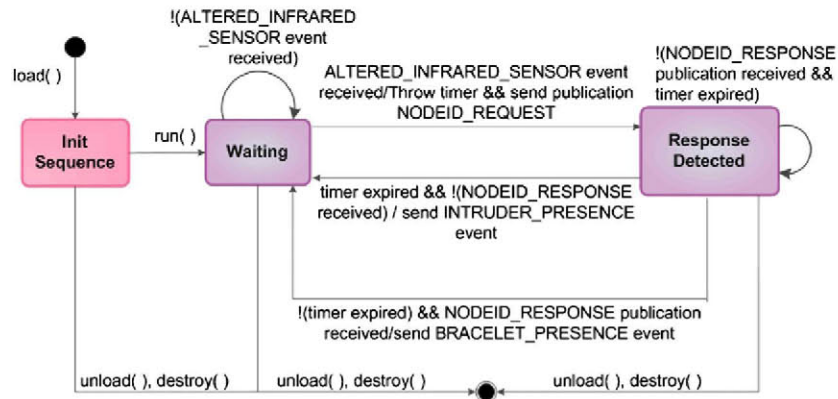 !(ALTERED_INFRARED
_SENSOR event
received)
load( )
ALTERED_INFRARED_SENSOR event
received/Throw timer && send publication
NODEID_REQUEST
!(NODEID_RESPONSE
publication received &&
timer expired)
Init
Sequence
run( )
Waiting
Response
Detected
timer expired && !(NODEID_RESPONSE
received) / send INTRUDER_PRESENCE
event
!(timer expired) && NODEID_RESPONSE publication
received/send BRACELET_PRESENCE event
unload( ), destroy( )
unload( ), destroy( )
unload( ), destroy( )